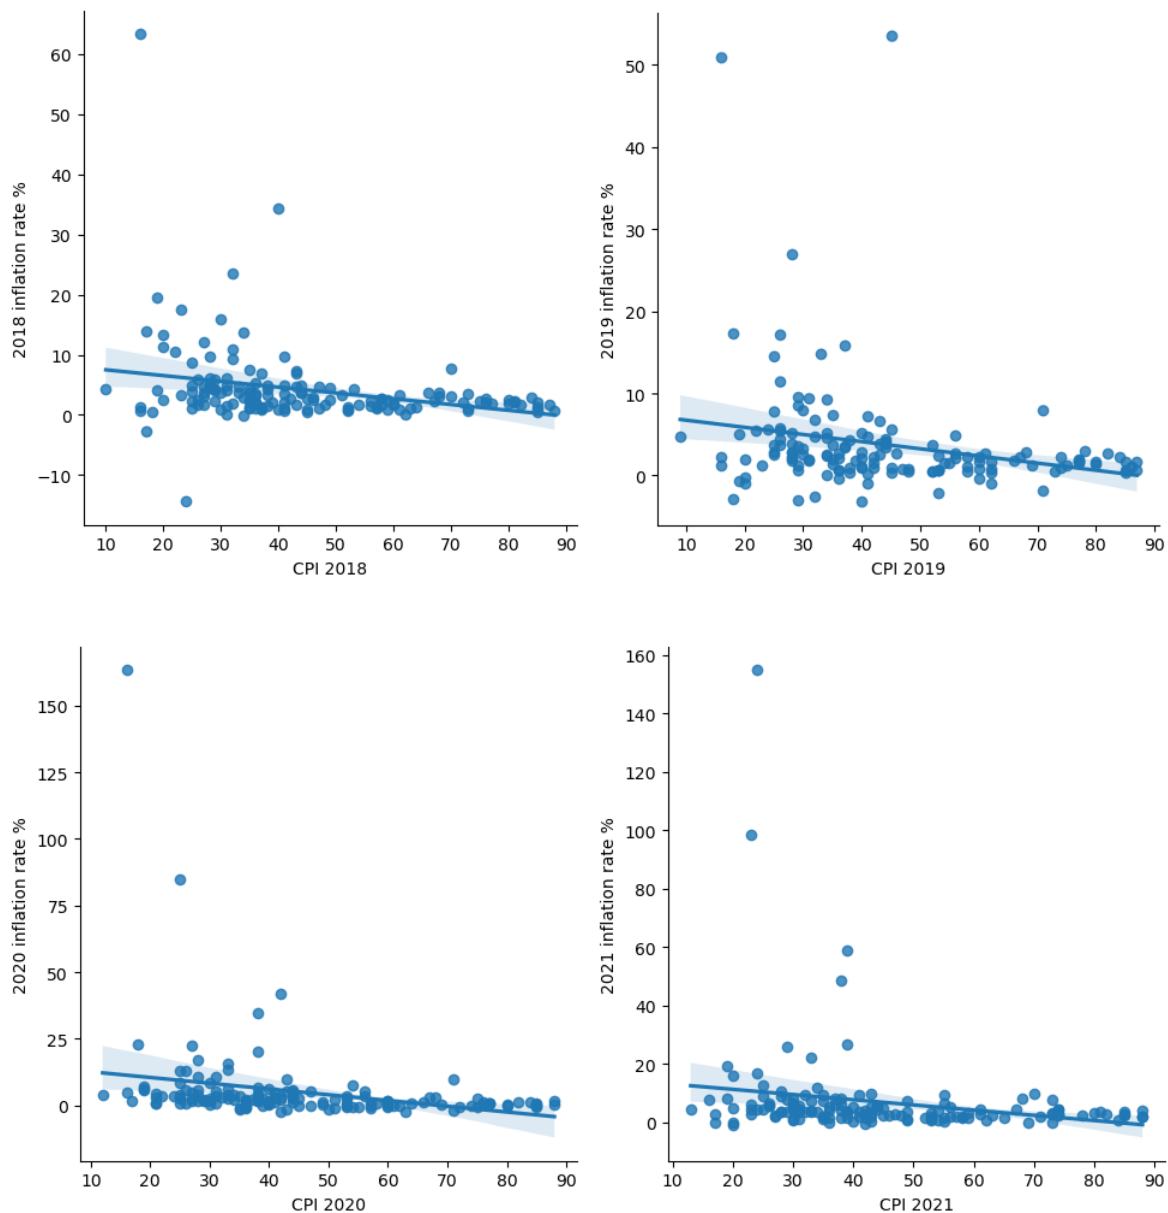 60
50
40
30
20
10
0
−10
2018 inflation rate %
10 20 30 40 50 60 70 80 90
CPI 2018
50
40
30
20
10
0
2019 inflation rate %
10 20 30 40 50 60 70 80 90
CPI 2019
150
125
100
75
50
25
0
2020 inflation rate %
10 20 30 40 50 60 70 80 90
CPI 2020
160
140
120
100
80
60
40
20
0
2021 inflation rate %
10 20 30 40 50 60 70 80 90
CPI 2021